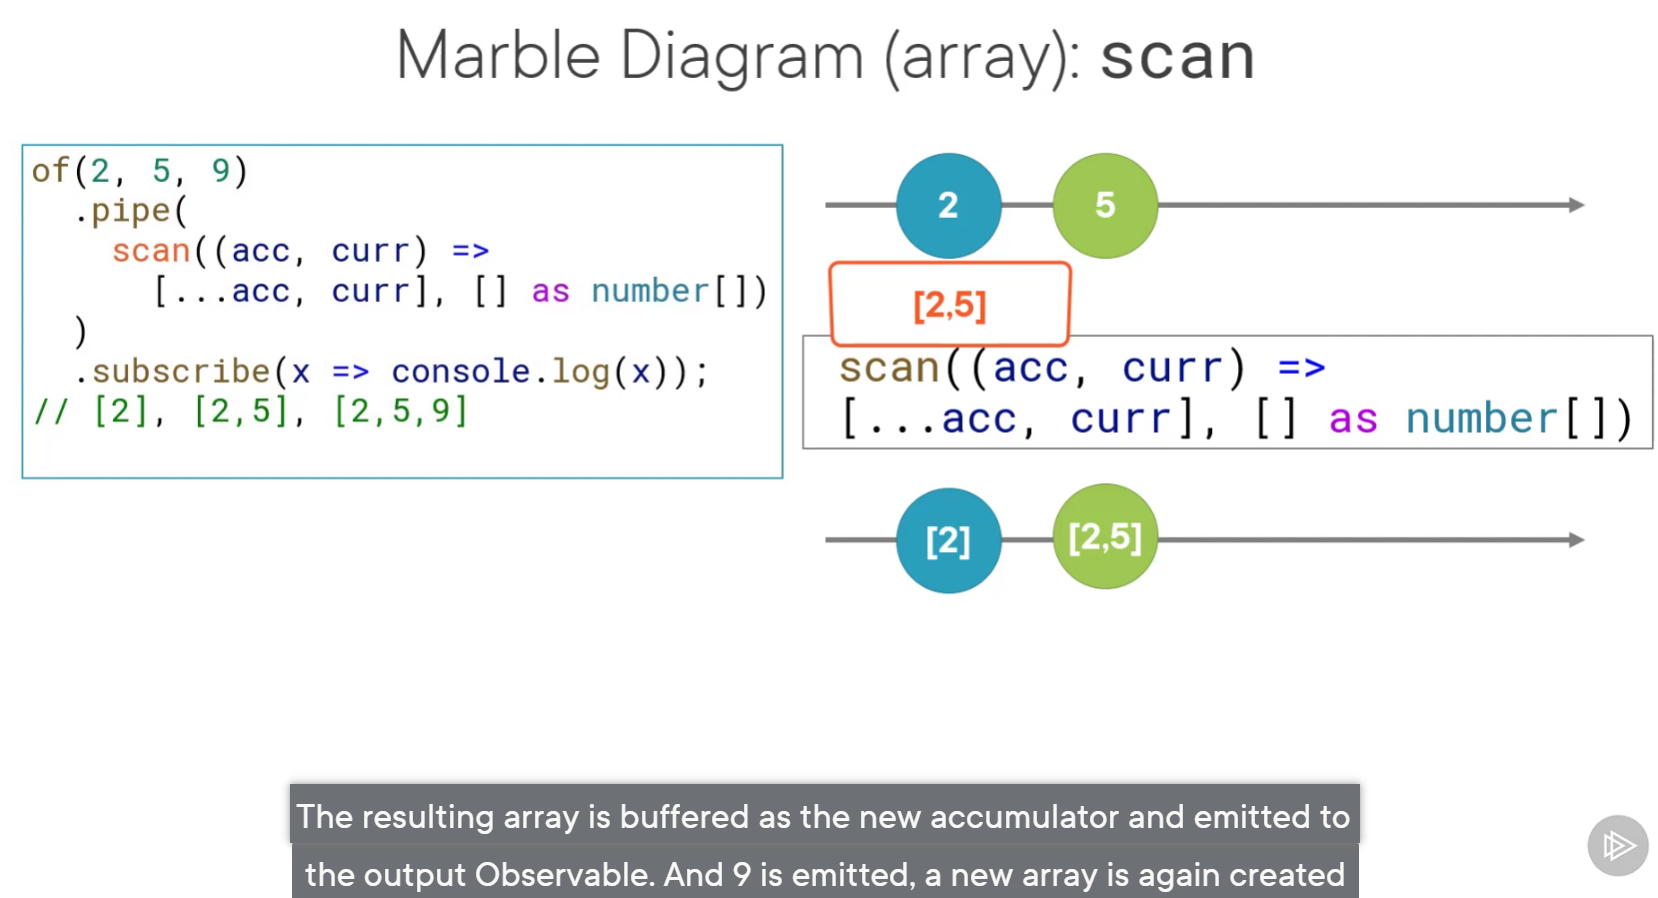 Marble Diagram (array): scan
of(2, 5, 9)
.pipe(
scan((acc, curr) =>
[...acc, curr], [] as number[])
)
.subscribe(x => console.log(x));
// [2], [2,5], [2,5,9]
2
5
[2,5]
scan((acc, curr) =>
[...acc, curr], [] as number[])
[2]
[2,5]
The resulting array is buffered as the new accumulator and emitted to
the output Observable. And 9 is emitted, a new array is again created